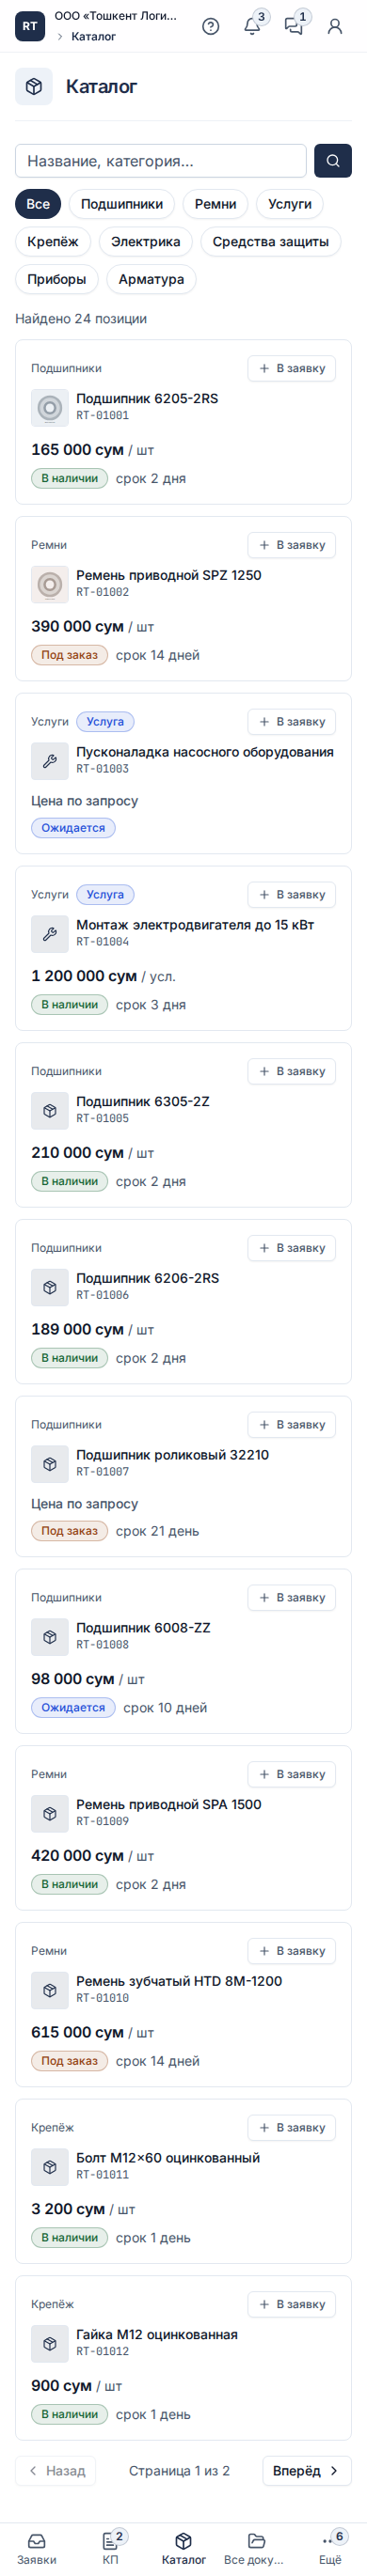 RT
ООО «Тошкент Логи...
3
1
Каталог
Каталог
Название, категория...
Все
Подшипники
Ремни
Услуги
Крепёж
Электрика
Средства защиты
Приборы
Арматура
Найдено 24 позиции
Подшипники
В заявку
Подшипник 6205-2RS
RT-01001
165 000 сум / шт
В наличии
срок 2 дня
Ремни
В заявку
Ремень приводной SPZ 1250
RT-01002
390 000 сум / шт
Под заказ
срок 14 дней
Услуги
Услуга
В заявку
Пусконаладка насосного оборудования
RT-01003
Цена по запросу
Ожидается
Услуги
Услуга
В заявку
Монтаж электродвигателя до 15 кВт
RT-01004
1 200 000 сум / усл.
В наличии
срок 3 дня
Подшипники
В заявку
Подшипник 6305-2Z
RT-01005
210 000 сум / шт
В наличии
срок 2 дня
Подшипники
В заявку
Подшипник 6206-2RS
RT-01006
189 000 сум / шт
В наличии
срок 2 дня
Подшипники
В заявку
Подшипник роликовый 32210
RT-01007
Цена по запросу
Под заказ
срок 21 день
Подшипники
В заявку
Подшипник 6008-ZZ
RT-01008
98 000 сум / шт
Ожидается
срок 10 дней
Ремни
В заявку
Ремень приводной SPA 1500
RT-01009
420 000 сум / шт
В наличии
срок 2 дня
Ремни
В заявку
Ремень зубчатый HTD 8M-1200
RT-01010
615 000 сум / шт
Под заказ
срок 14 дней
Крепёж
В заявку
Болт М12×60 оцинкованный
RT-01011
3 200 сум / шт
В наличии
срок 1 день
Крепёж
В заявку
Гайка М12 оцинкованная
RT-01012
900 сум / шт
В наличии
срок 1 день
Назад
Страница 1 из 2
Вперёд
2
6
Заявки
КП
Каталог
Все доку...
Ещё